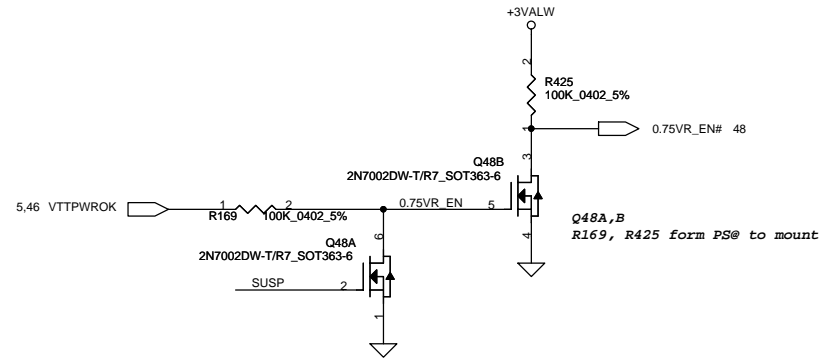 +3VALW
2
R425
100K_0402_5%
1
0.75VR_EN# 48
3
Q48B
2N7002DW-T/R7_SOT363-6
5,46 VTTPWROK
1
2
R169
100K_0402_5%
0.75VR_EN
5
4
Q48A,B
R169, R425 form PS@ to mount
6
Q48A
2N7002DW-T/R7_SOT363-6
SUSP
2
1